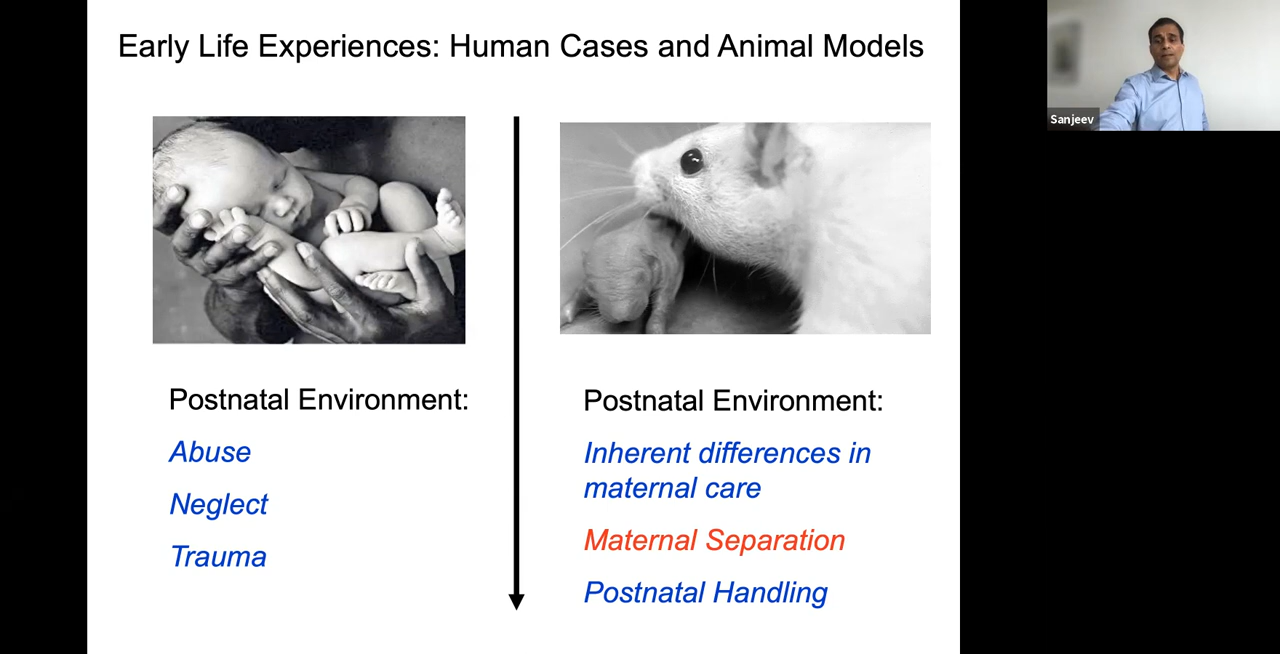 Early Life Experiences: Human Cases and Animal Models
Sanjeev
Postnatal Environment:
Abuse
Neglect
Trauma
Postnatal Environment:
Inherent differences in
maternal care
Maternal Separation
Postnatal Handling